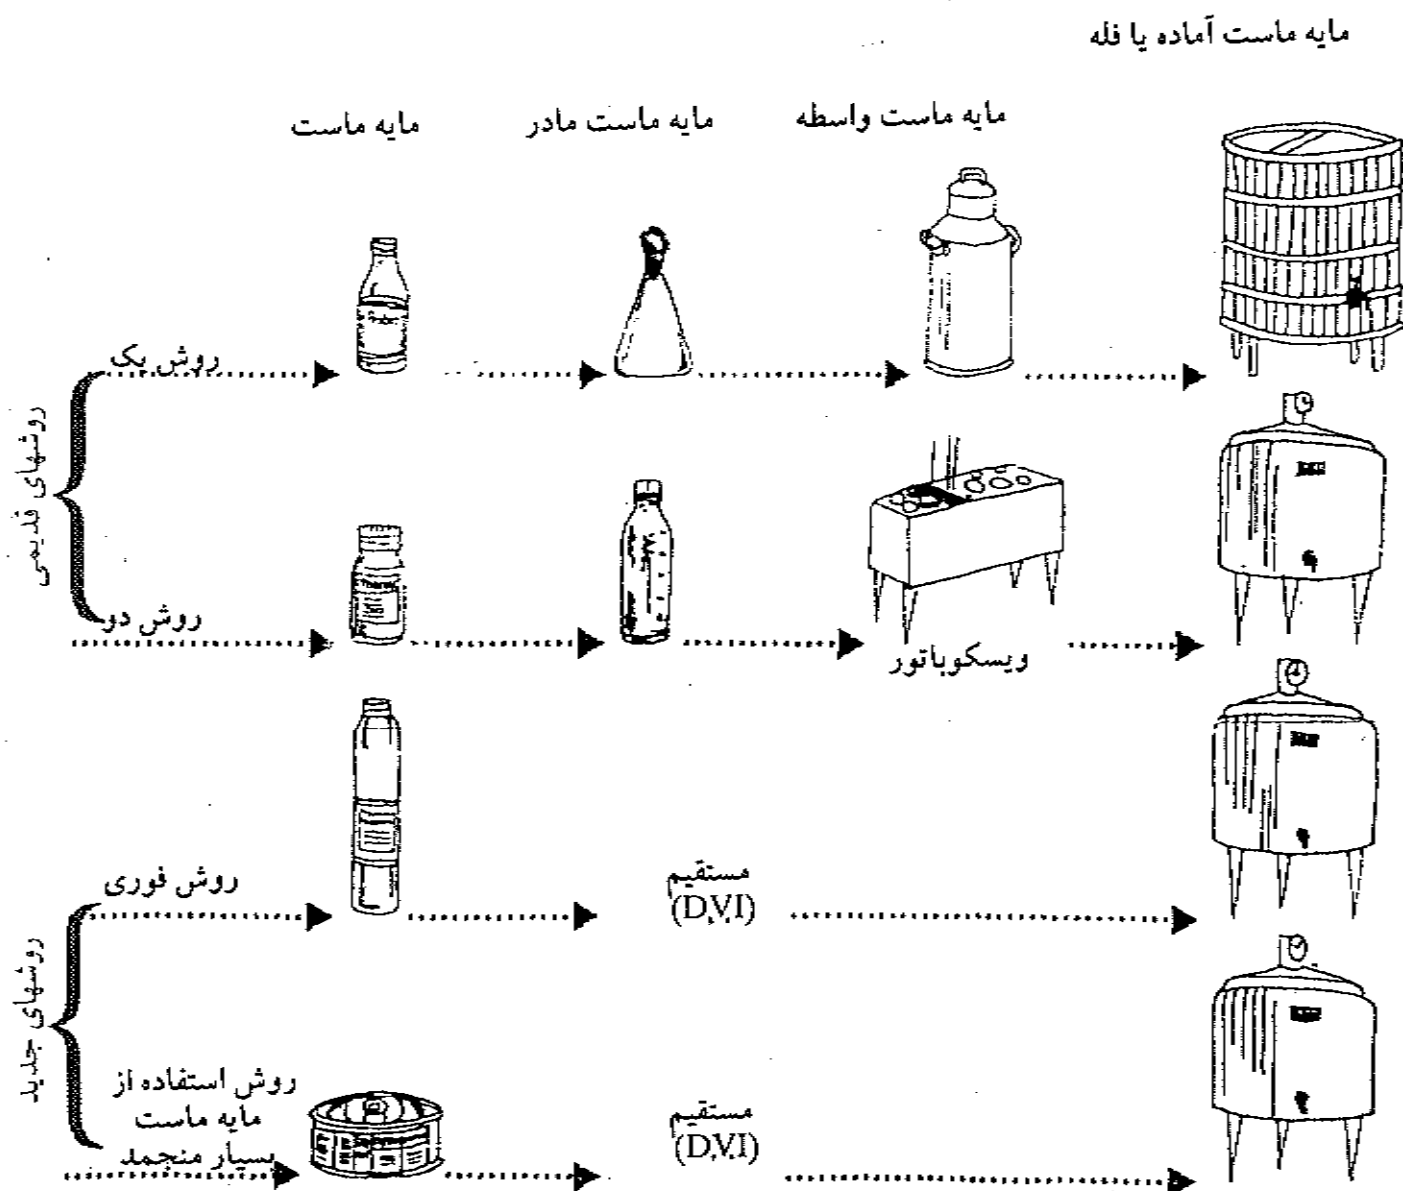 مایه ماست آماده یا فله
مایه ماست واسطه
مایه ماست مادر
مایه ماست
روش یک
روشهای قدیمی
روش دو
ویسکوباتور
روش فوری
مستقیم
(D.V.I)
روشهای جدید
روش استفاده از
مایه ماست
بسیار منجمد
مستقیم
(D.V.I)